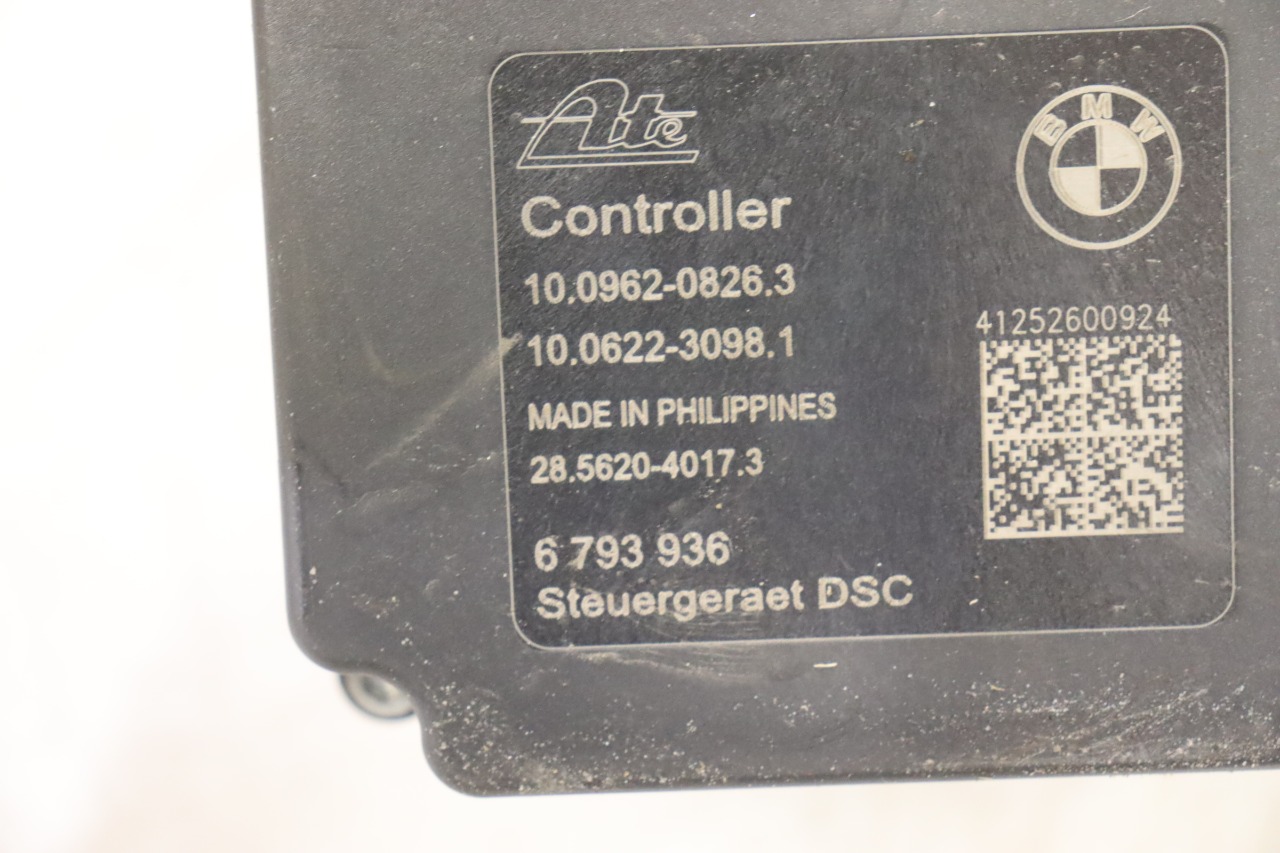 Ate
BMW
Controller
10.0962-0826.3
10.0622-3098.1
41252600924
MADE IN PHILIPPINES
28.5620-4017.3
6 793 936
Steuergeraet DSC